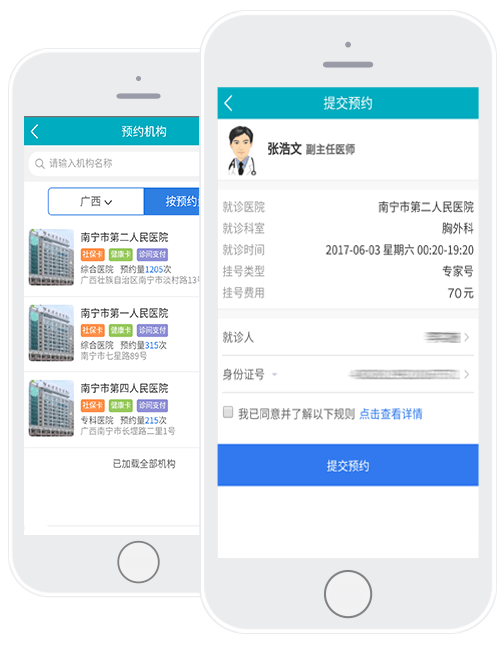 预约机构
请输入机构名称
广西
按预约
南宁市第二人民医院
社保卡 健康卡 诊间支付
综合医院 预约量1205次
广西壮族自治区南宁市淡村路13号
南宁市第一人民医院
社保卡 健康卡 诊间支付
综合医院 预约量315次
南宁市七星路89号
南宁市第四人民医院
社保卡 健康卡 诊间支付
专科医院 预约量215次
广西南宁市长堽路二里1号
已加载全部机构
提交预约
张浩文 副主任医师
就诊医院 南宁市第二人民医院
就诊科室 胸外科
就诊时间 2017-06-03 星期六 00:20-19:20
挂号类型 专家号
挂号费用 70元
就诊人
身份证号
我已同意并了解以下规则 点击查看详情
提交预约